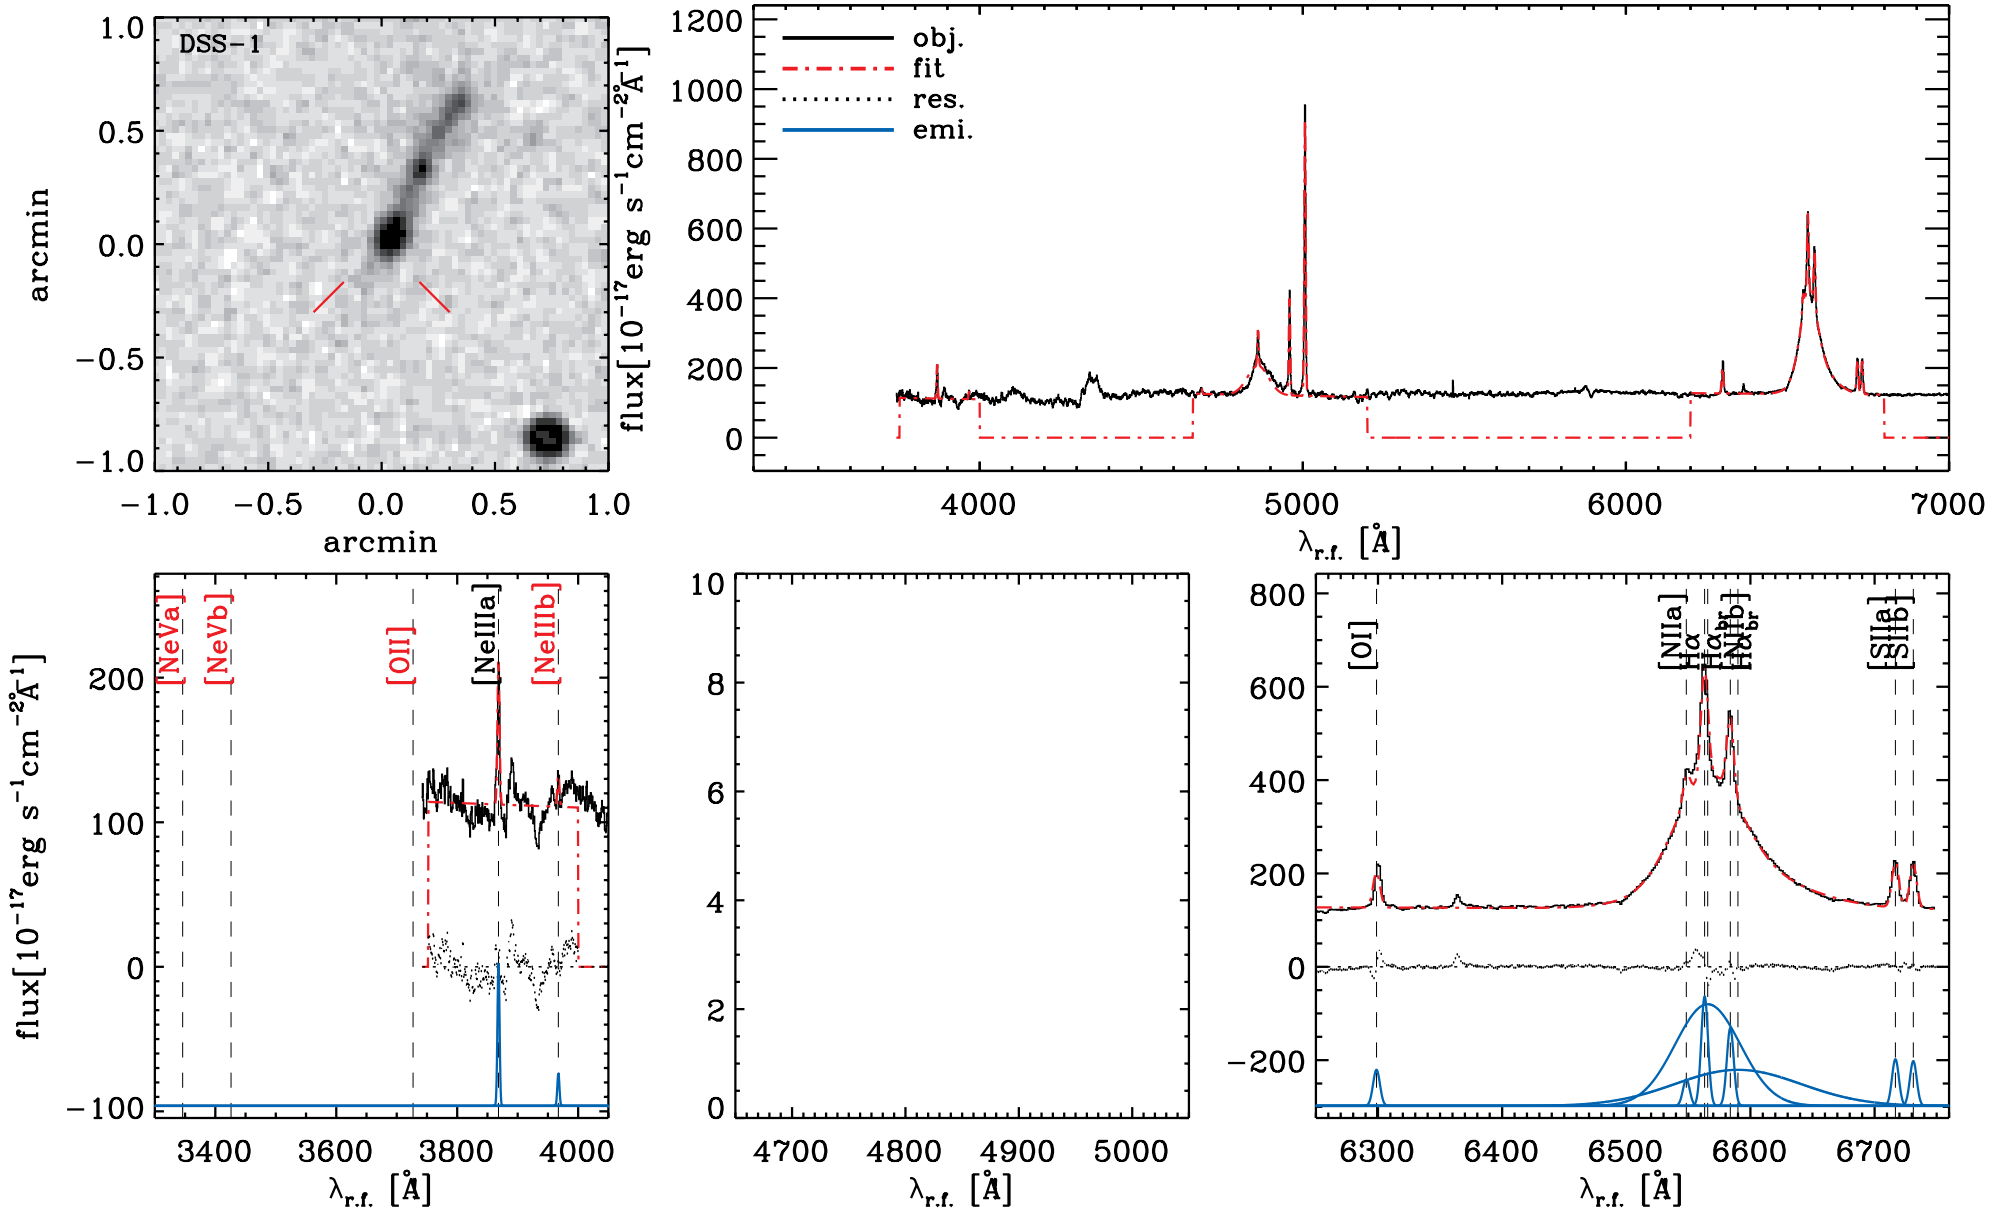 DSS-1
1.0
0.5
0.0
-0.5
-1.0
arcmin
-1.0 -0.5 0.0 0.5 1.0
arcmin
flux[10⁻¹⁷erg s⁻¹cm⁻²Å⁻¹]
1200
1000
800
600
400
200
0
obj.
fit
res.
emi.
4000 5000 6000 7000
λr.f. [Å]
flux[10⁻¹⁷erg s⁻¹cm⁻²Å⁻¹]
200
100
0
-100
[NeVa]
[NeVb]
[OII]
[NeIIIa]
[NeIIIb]
3400 3600 3800 4000
λr.f. [Å]
10
8
6
4
2
0
4700 4800 4900 5000
λr.f. [Å]
800
600
400
200
0
-200
[OI]
[NIIa]
Hα
Hαbr
[NIIb]
Hαbr
[SIIa]
[SIIb]
6300 6400 6500 6600 6700
λr.f. [Å]